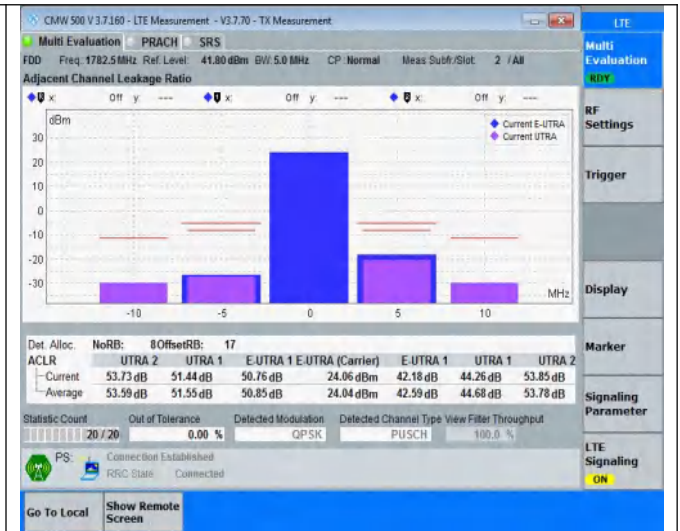 CMW 500 V 3.7.160 - LTE Measurement - V3.7.70 - TX Measurement
LTE
Multi Evaluation PRACH SRS
FDD Freq.: 1782.5 MHz Ref. Level: 41.80 dBm BW: 5.0 MHz CP: Normal Meas Subfr./Slot: 2 / All
Adjacent Channel Leakage Ratio
x: Off y: --- x: Off y: --- x: Off y: ---
dBm
Current E-UTRA
Current UTRA
30
20
10
0
-10
-20
-30
MHz
-10 -5 0 5 10
Det. Alloc. NoRB: 8 OffsetRB: 17
ACLR UTRA 2 UTRA 1 E-UTRA 1 E-UTRA (Carrier) E-UTRA 1 UTRA 1 UTRA 2
Current 53.73 dB 51.44 dB 50.76 dB 24.06 dBm 42.18 dB 44.26 dB 53.85 dB
Average 53.59 dB 51.55 dB 50.85 dB 24.04 dBm 42.59 dB 44.68 dB 53.78 dB
Statistic Count Out of Tolerance Detected Modulation Detected Channel Type View Filter Throughput
20 / 20 0.00 % QPSK PUSCH 100.0 %
PS: Connection Established
RRC State Connected
Multi
Evaluation
RDY
RF
Settings
Trigger
Display
Marker
Signaling
Parameter
LTE
Signaling
ON
Go To Local
Show Remote
Screen